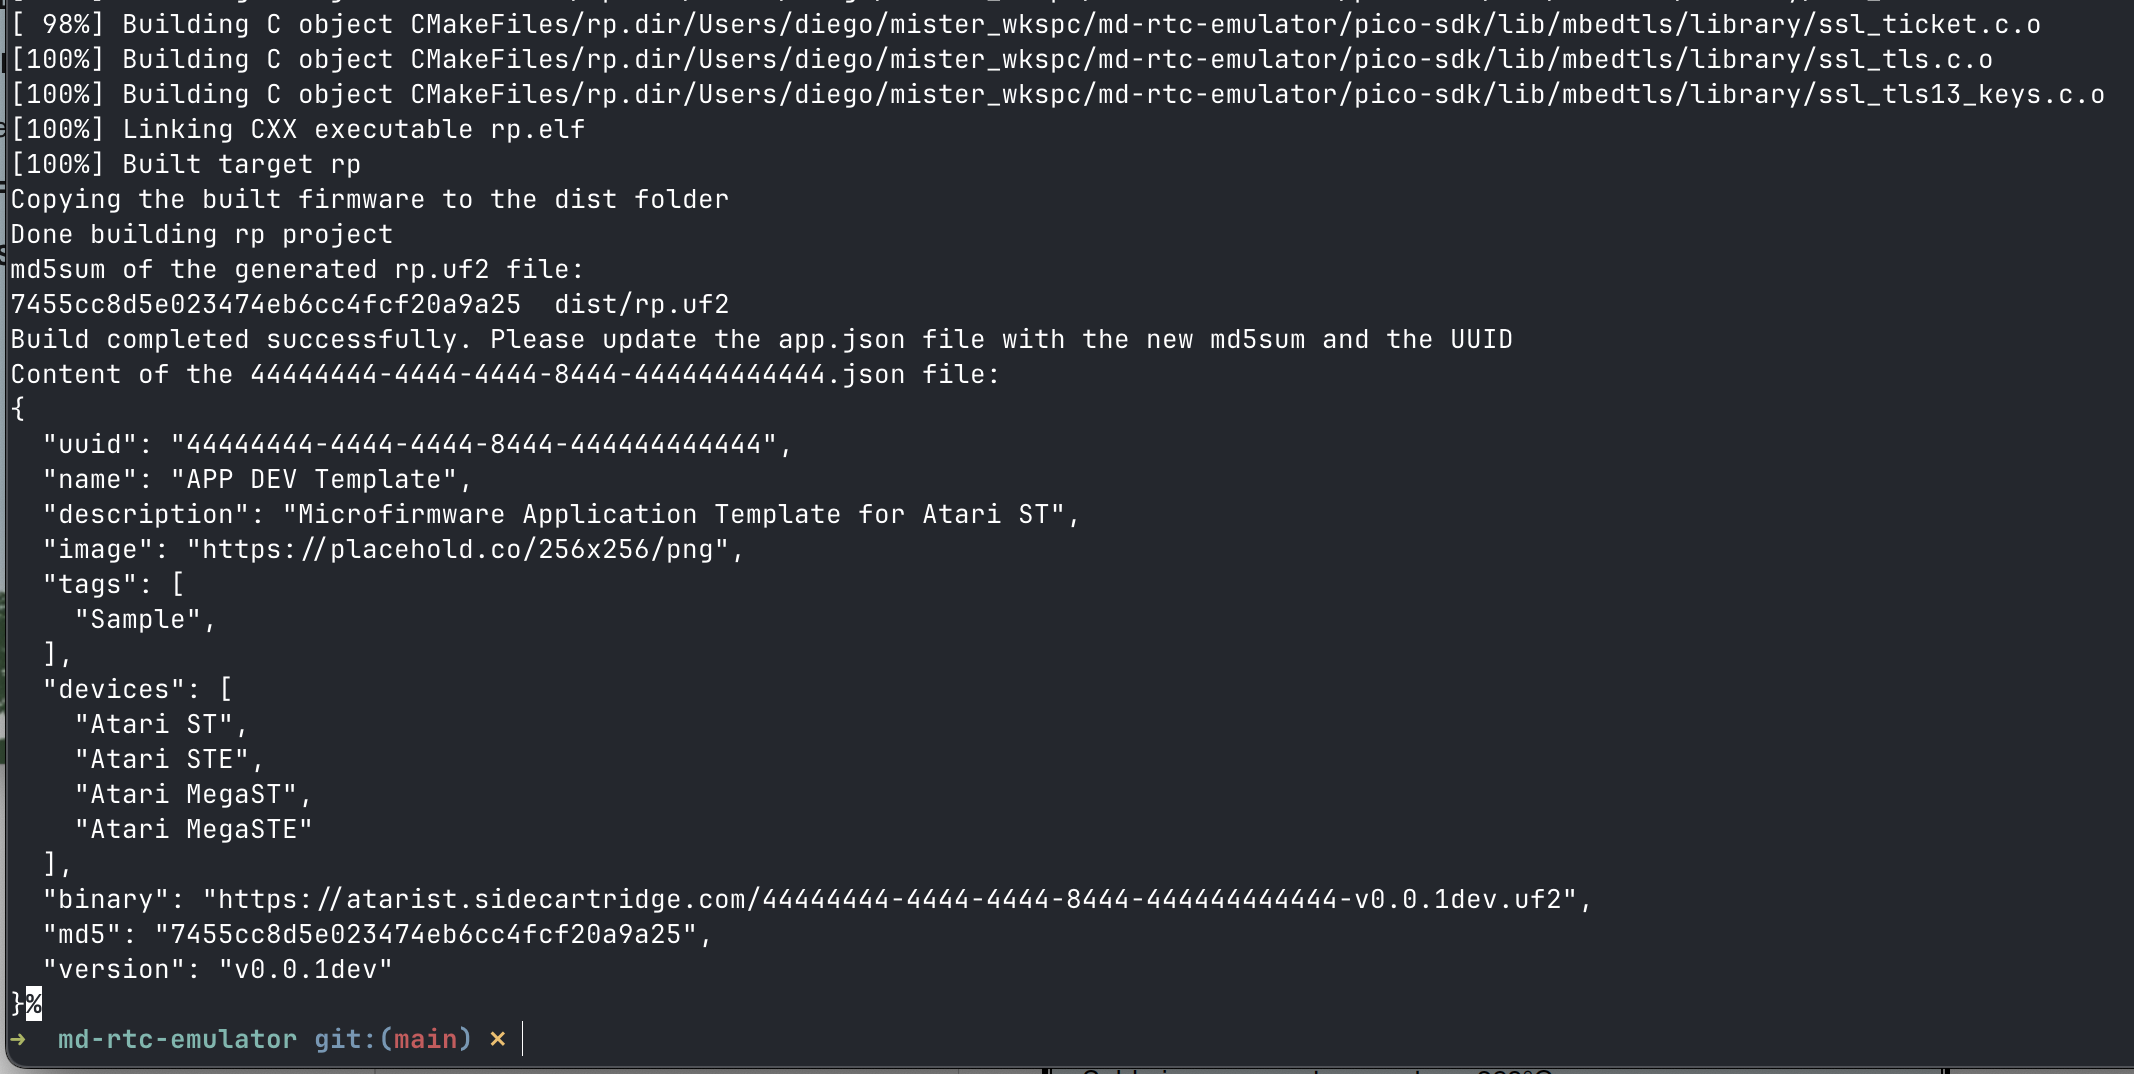 [ 98%] Building C object CMakeFiles/rp.dir/Users/diego/mister_wkspc/md-rtc-emulator/pico-sdk/lib/mbedtls/library/ssl_ticket.c.o
[100%] Building C object CMakeFiles/rp.dir/Users/diego/mister_wkspc/md-rtc-emulator/pico-sdk/lib/mbedtls/library/ssl_tls.c.o
[100%] Building C object CMakeFiles/rp.dir/Users/diego/mister_wkspc/md-rtc-emulator/pico-sdk/lib/mbedtls/library/ssl_tls13_keys.c.o
[100%] Linking CXX executable rp.elf
[100%] Built target rp
Copying the built firmware to the dist folder
Done building rp project
md5sum of the generated rp.uf2 file:
7455cc8d5e023474eb6cc4fcf20a9a25  dist/rp.uf2
Build completed successfully. Please update the app.json file with the new md5sum and the UUID
Content of the 44444444-4444-4444-8444-444444444444.json file:
{
  "uuid": "44444444-4444-4444-8444-444444444444",
  "name": "APP DEV Template",
  "description": "Microfirmware Application Template for Atari ST",
  "image": "https://placehold.co/256x256/png",
  "tags": [
    "Sample",
  ],
  "devices": [
    "Atari ST",
    "Atari STE",
    "Atari MegaST",
    "Atari MegaSTE"
  ],
  "binary": "https://atarist.sidecartridge.com/44444444-4444-4444-8444-444444444444-v0.0.1dev.uf2",
  "md5": "7455cc8d5e023474eb6cc4fcf20a9a25",
  "version": "v0.0.1dev"
}%
➜  md-rtc-emulator git:(main) ✗